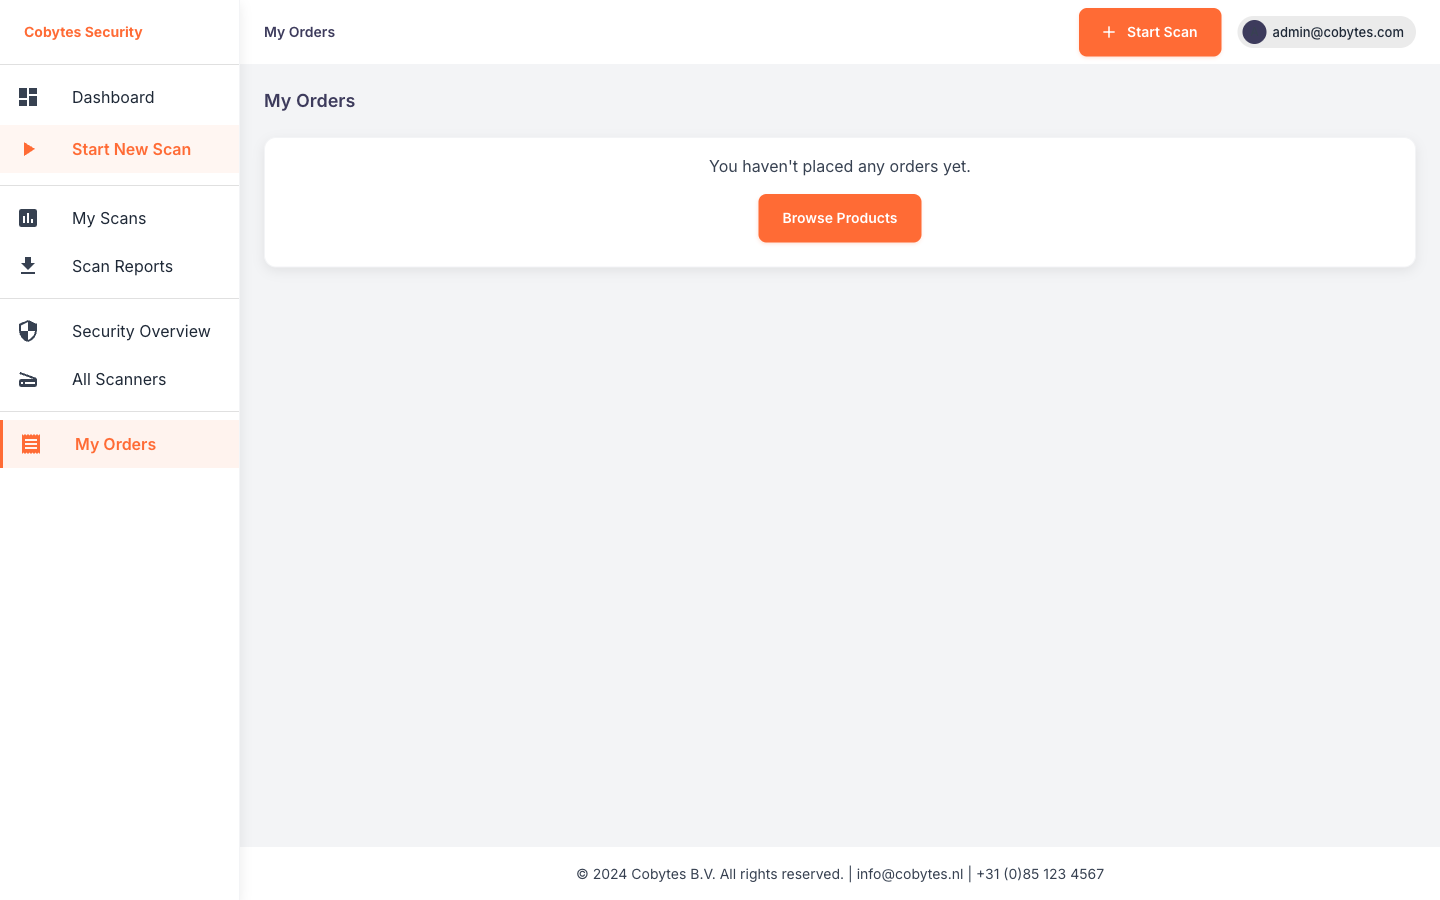 Cobytes Security
Dashboard
Start New Scan
My Scans
Scan Reports
Security Overview
All Scanners
My Orders
My Orders
Start Scan
admin@cobytes.com
My Orders
You haven't placed any orders yet.
Browse Products
© 2024 Cobytes B.V. All rights reserved. | info@cobytes.nl | +31 (0)85 123 4567